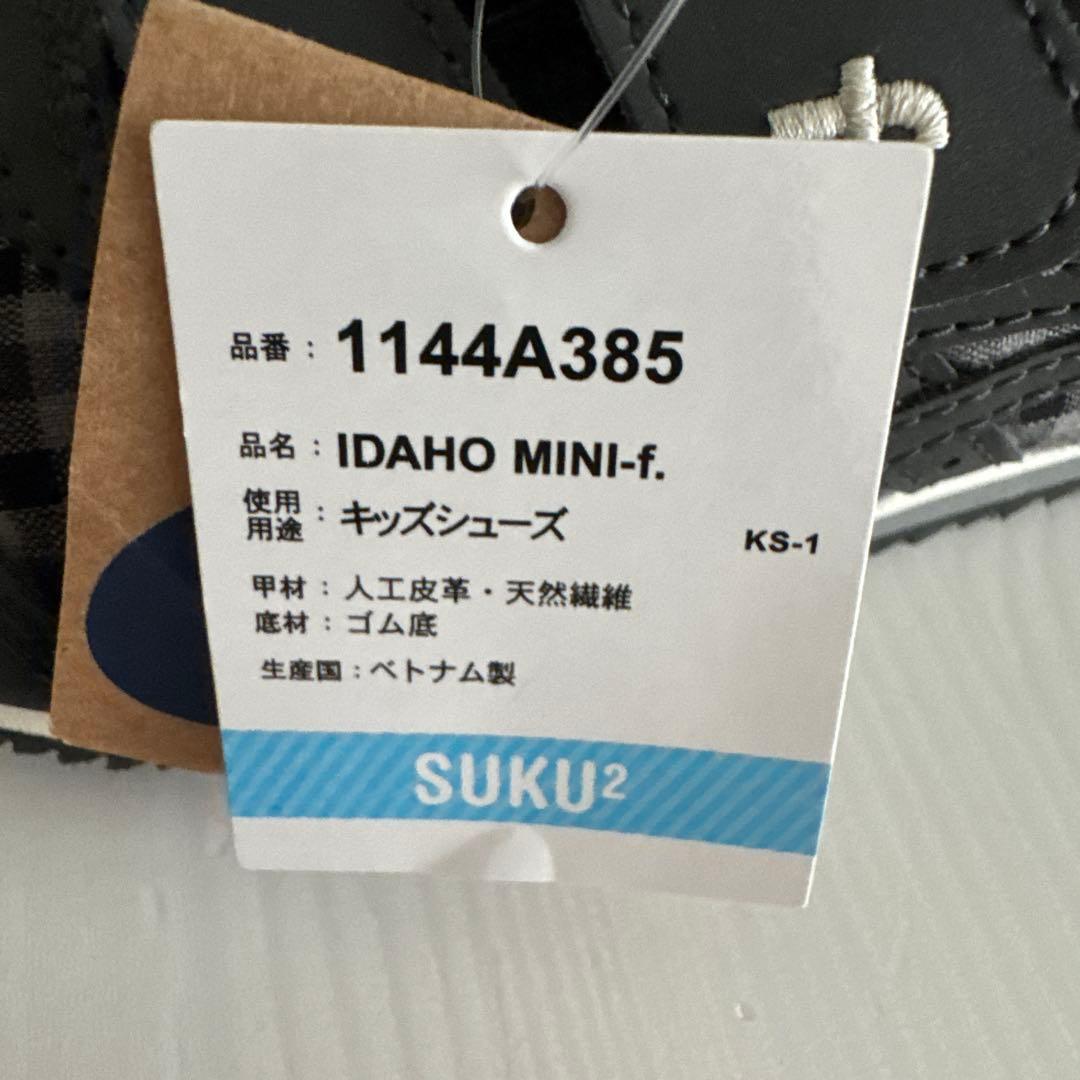 品番：1144A385
品名：IDAHO MINI-f.
使用用途：キッズシューズ
KS-1
甲材：人工皮革・天然繊維
底材：ゴム底
生産国：ベトナム製
SUKU²